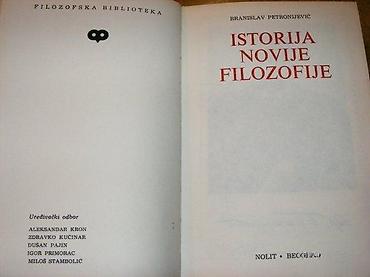 FILOZOFSKA BIBLIOTEKA
Uređivački odbor
ALEKSANDAR KRON
ZDRAVKO KUČINAR
DUŠAN PAJIN
IGOR PRIMORAC
MILOŠ STAMBOLIĆ
BRANISLAV PETRONIJEVIĆ
ISTORIJA
NOVIJE
FILOZOFIJE
NOLIT • BEOGRAD